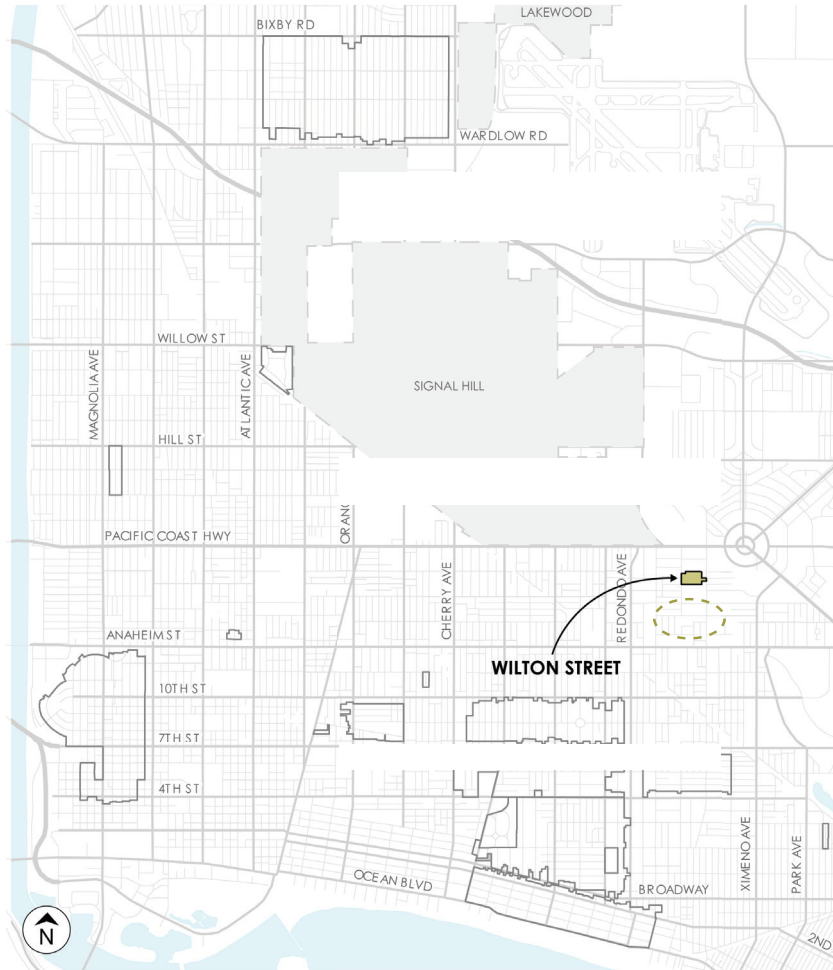 LAKEWOOD
BIXBY RD
WARDLOW RD
WILLOW ST
MAGNOLIA AVE
ATLANTIC AVE
SIGNAL HILL
HILL ST
PACIFIC COAST HWY
CHERRY AVE
REDONDO AVE
ANAHEIM ST
WILTON STREET
10TH ST
7TH ST
4TH ST
OCEAN BLVD
BROADWAY
XIMENO AVE
PARK AVE
2ND
N